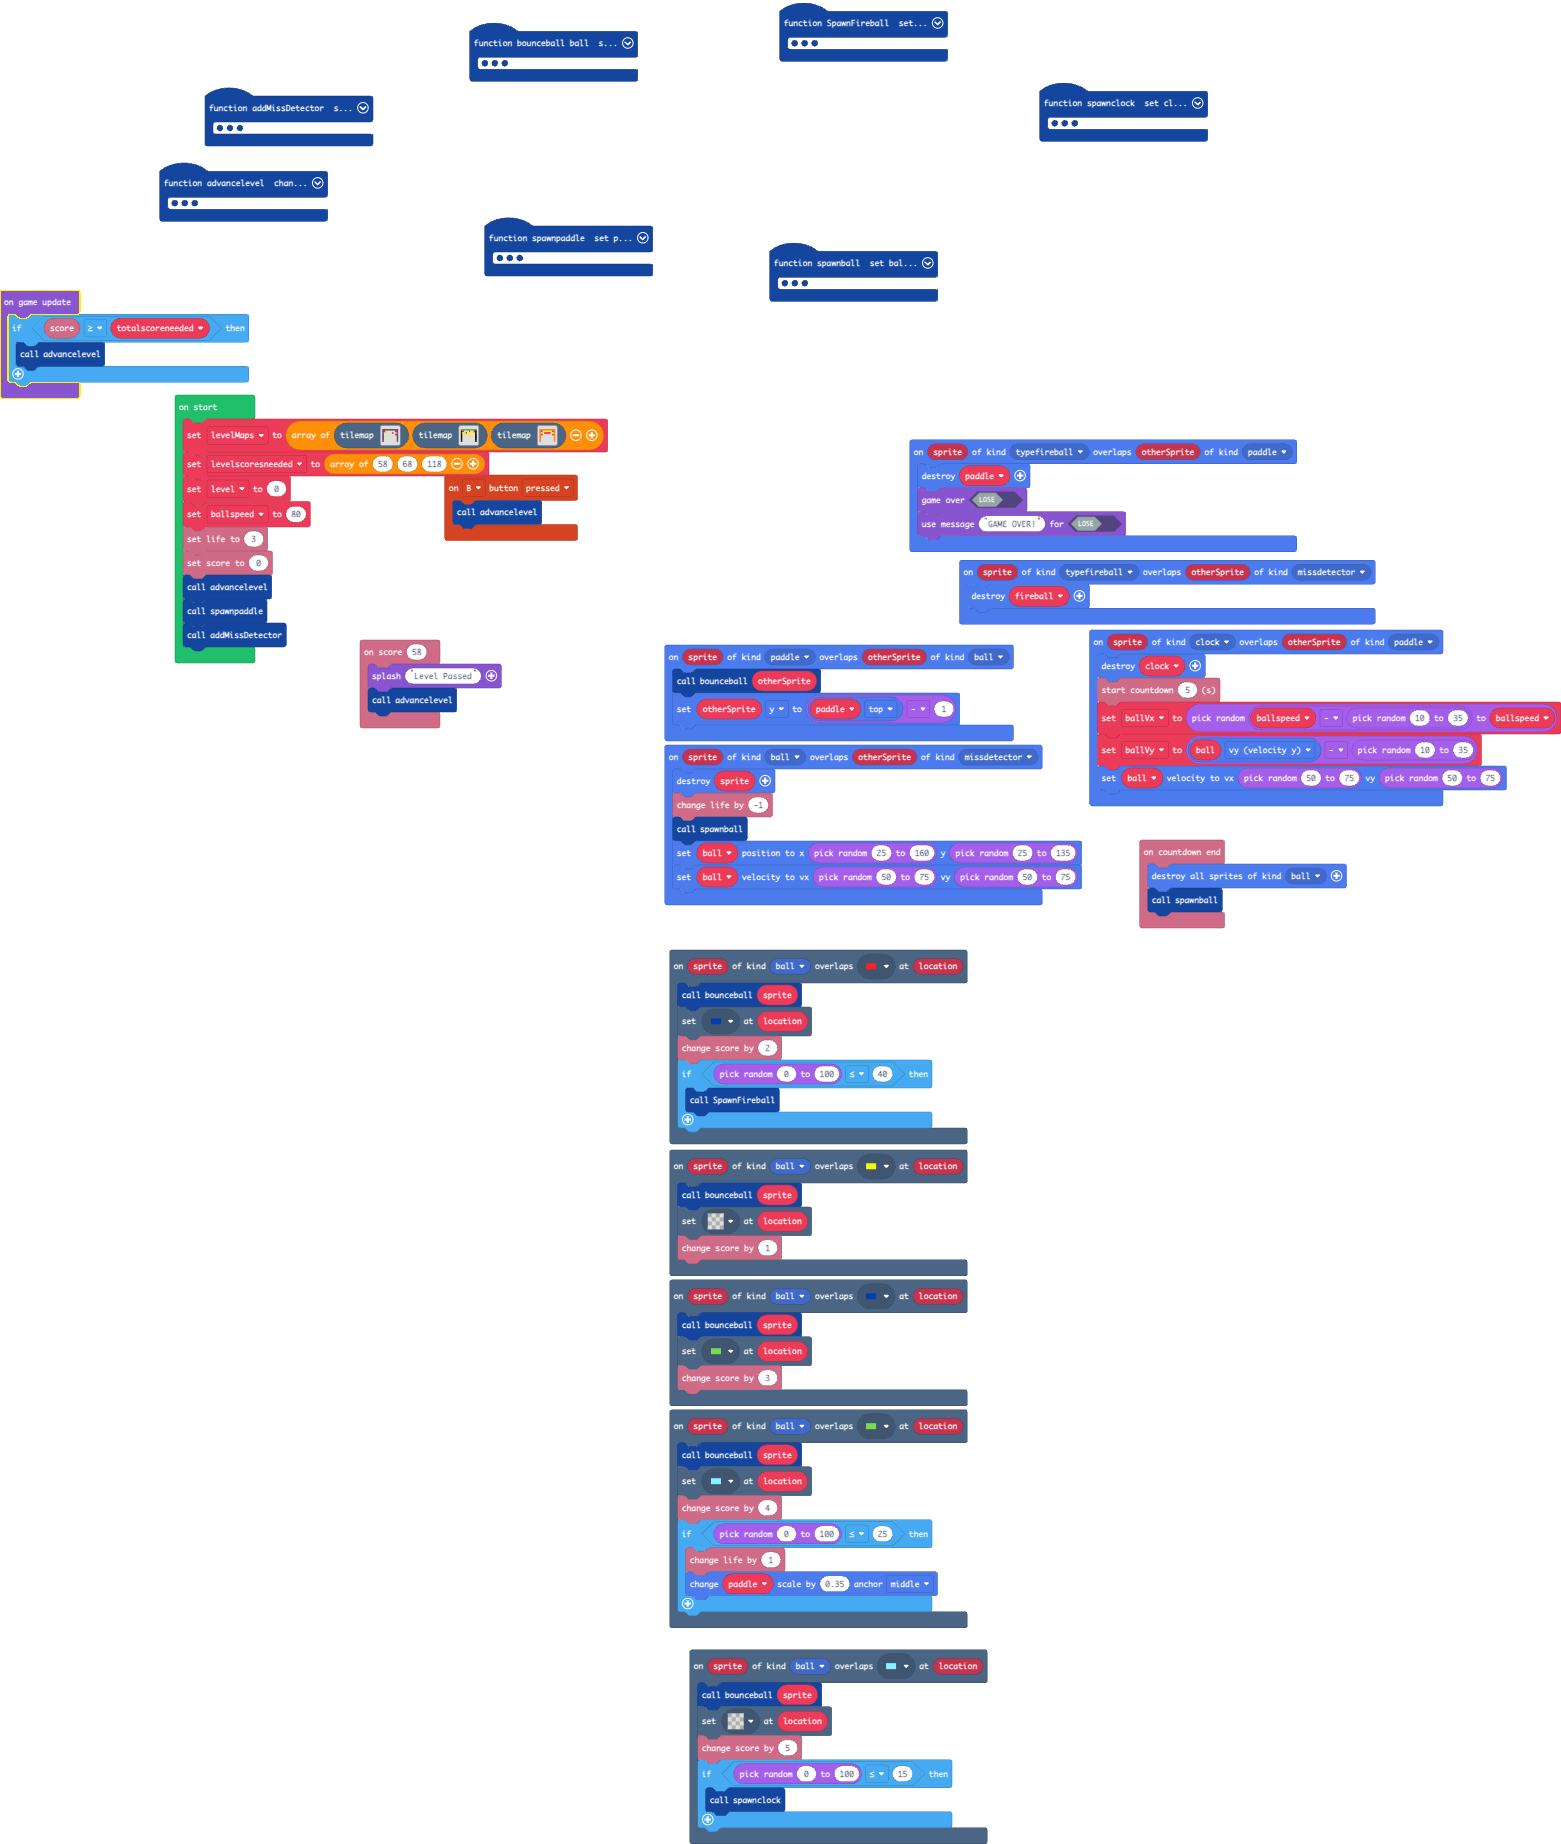 function SpawnFireball set...
function bounceball ball s...
function addMissDetector s...
function spawnclock set cl...
function advancelevel chan...
function spawnpaddle set p...
function spawnball set bal...
on game update
if score ≥ totalscoreneeded then
call advancelevel
on start
set levelMaps to array of tilemap tilemap tilemap
set levelscoresneeded to array of 58 68 118
set level to 0
set ballspeed to 80
set life to 3
set score to 0
call advancelevel
call spawnpaddle
call addMissDetector
on B button pressed
call advancelevel
on score 58
splash "Level Passed"
call advancelevel
on sprite of kind typefireball overlaps otherSprite of kind paddle
destroy paddle
game over LOSE
use message "GAME OVER!" for LOSE
on sprite of kind typefireball overlaps otherSprite of kind missdetector
destroy fireball
on sprite of kind clock overlaps otherSprite of kind paddle
destroy clock
start countdown 5 (s)
set ballVx to pick random ballspeed - pick random 10 to 35 to ballspeed
set ballVy to ball vy (velocity y) - pick random 10 to 35
set ball velocity to vx pick random 50 to 75 vy pick random 50 to 75
on sprite of kind paddle overlaps otherSprite of kind ball
call bounceball otherSprite
set otherSprite y to paddle top - 1
on sprite of kind ball overlaps otherSprite of kind missdetector
destroy sprite
change life by -1
call spawnball
set ball position to x pick random 25 to 160 y pick random 25 to 135
set ball velocity to vx pick random 50 to 75 vy pick random 50 to 75
on countdown end
destroy all sprites of kind ball
call spawnball
on sprite of kind ball overlaps at location
call bounceball sprite
set at location
change score by 2
if pick random 0 to 100 ≤ 40 then
call SpawnFireball
on sprite of kind ball overlaps at location
call bounceball sprite
set at location
change score by 1
on sprite of kind ball overlaps at location
call bounceball sprite
set at location
change score by 3
on sprite of kind ball overlaps at location
call bounceball sprite
set at location
change score by 4
if pick random 0 to 100 ≤ 25 then
change life by 1
change paddle scale by 0.35 anchor middle
on sprite of kind ball overlaps at location
call bounceball sprite
set at location
change score by 5
if pick random 0 to 100 ≤ 15 then
call spawnclock